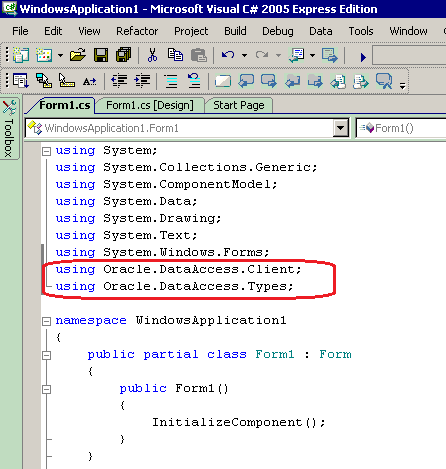 WindowsApplication1 - Microsoft Visual C# 2005 Express Edition
File Edit View Refactor Project Build Debug Data Tools Window
Form1.cs Form1.cs [Design] Start Page
WindowsApplication1.Form1 Form1()
Toolbox
using System;
using System.Collections.Generic;
using System.ComponentModel;
using System.Data;
using System.Drawing;
using System.Text;
using System.Windows.Forms;
using Oracle.DataAccess.Client;
using Oracle.DataAccess.Types;
namespace WindowsApplication1
{
public partial class Form1 : Form
{
public Form1()
{
InitializeComponent();
}
}